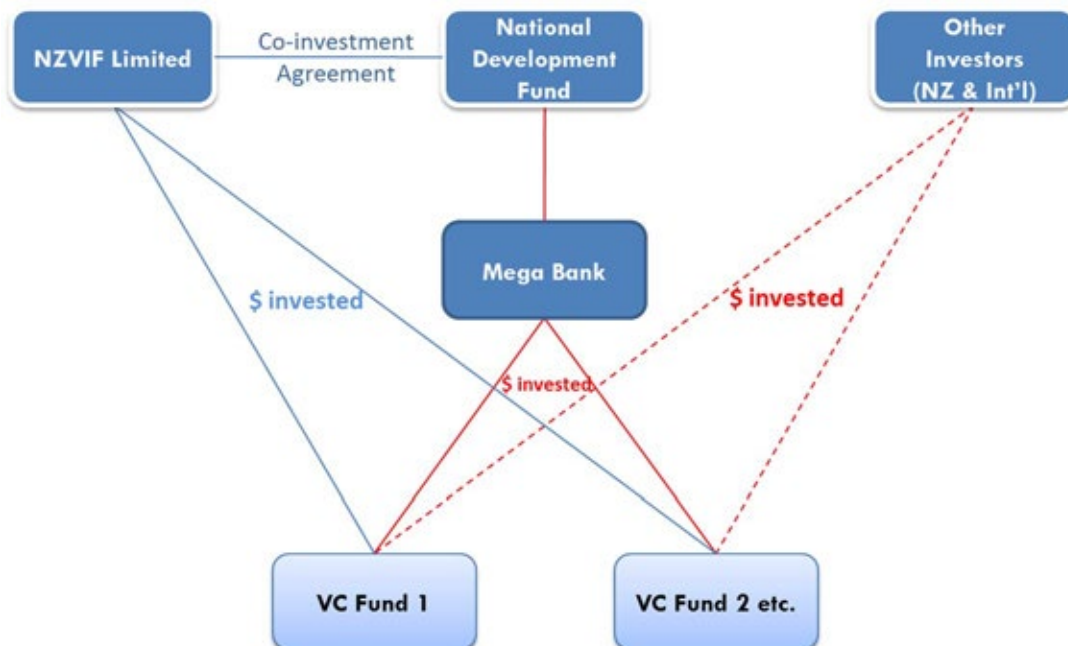 NZVIF Limited
Co-investment
Agreement
National
Development
Fund
Other
Investors
(NZ & Int'l)
Mega Bank
$ invested
$ invested
$ invested
VC Fund 1
VC Fund 2 etc.